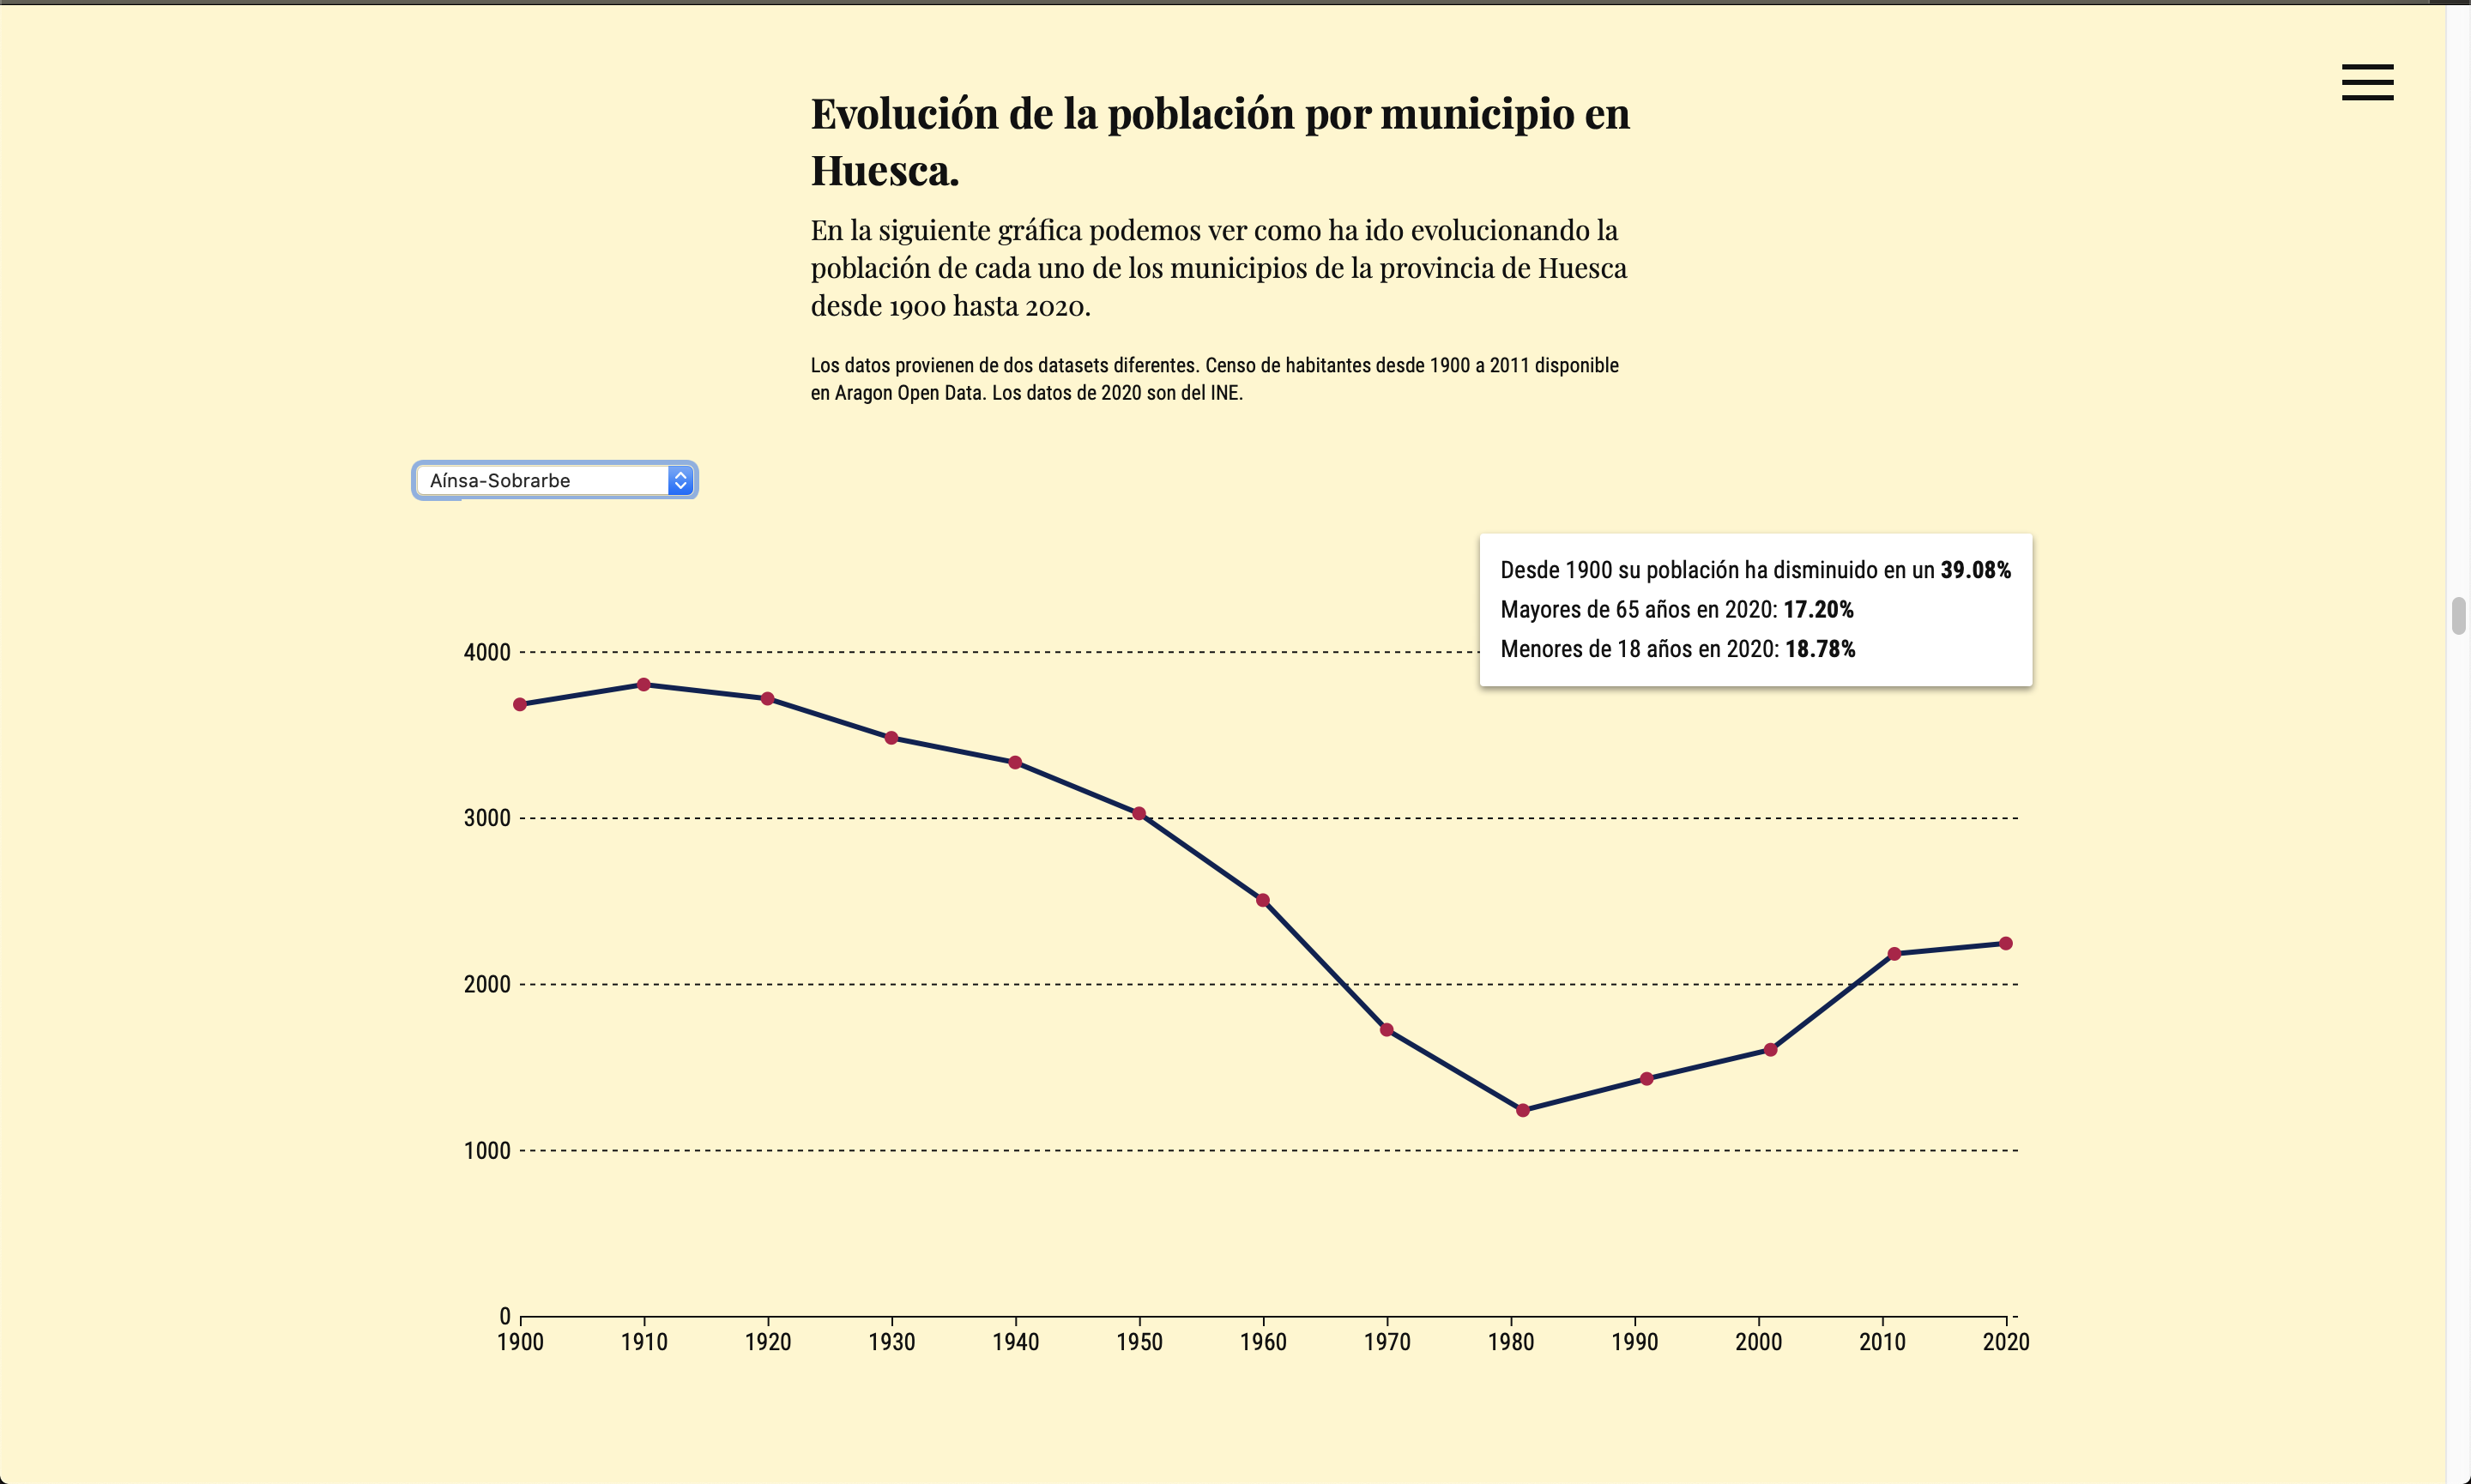 Evolución de la población por municipio en
Huesca.
En la siguiente gráfica podemos ver como ha ido evolucionando la
población de cada uno de los municipios de la provincia de Huesca
desde 1900 hasta 2020.
Los datos provienen de dos datasets diferentes. Censo de habitantes desde 1900 a 2011 disponible
en Aragon Open Data. Los datos de 2020 son del INE.
Aínsa-Sobrarbe
Desde 1900 su población ha disminuido en un 39.08%
Mayores de 65 años en 2020: 17.20%
Menores de 18 años en 2020: 18.78%
4000
3000
2000
1000
0
1900 1910 1920 1930 1940 1950 1960 1970 1980 1990 2000 2010 2020